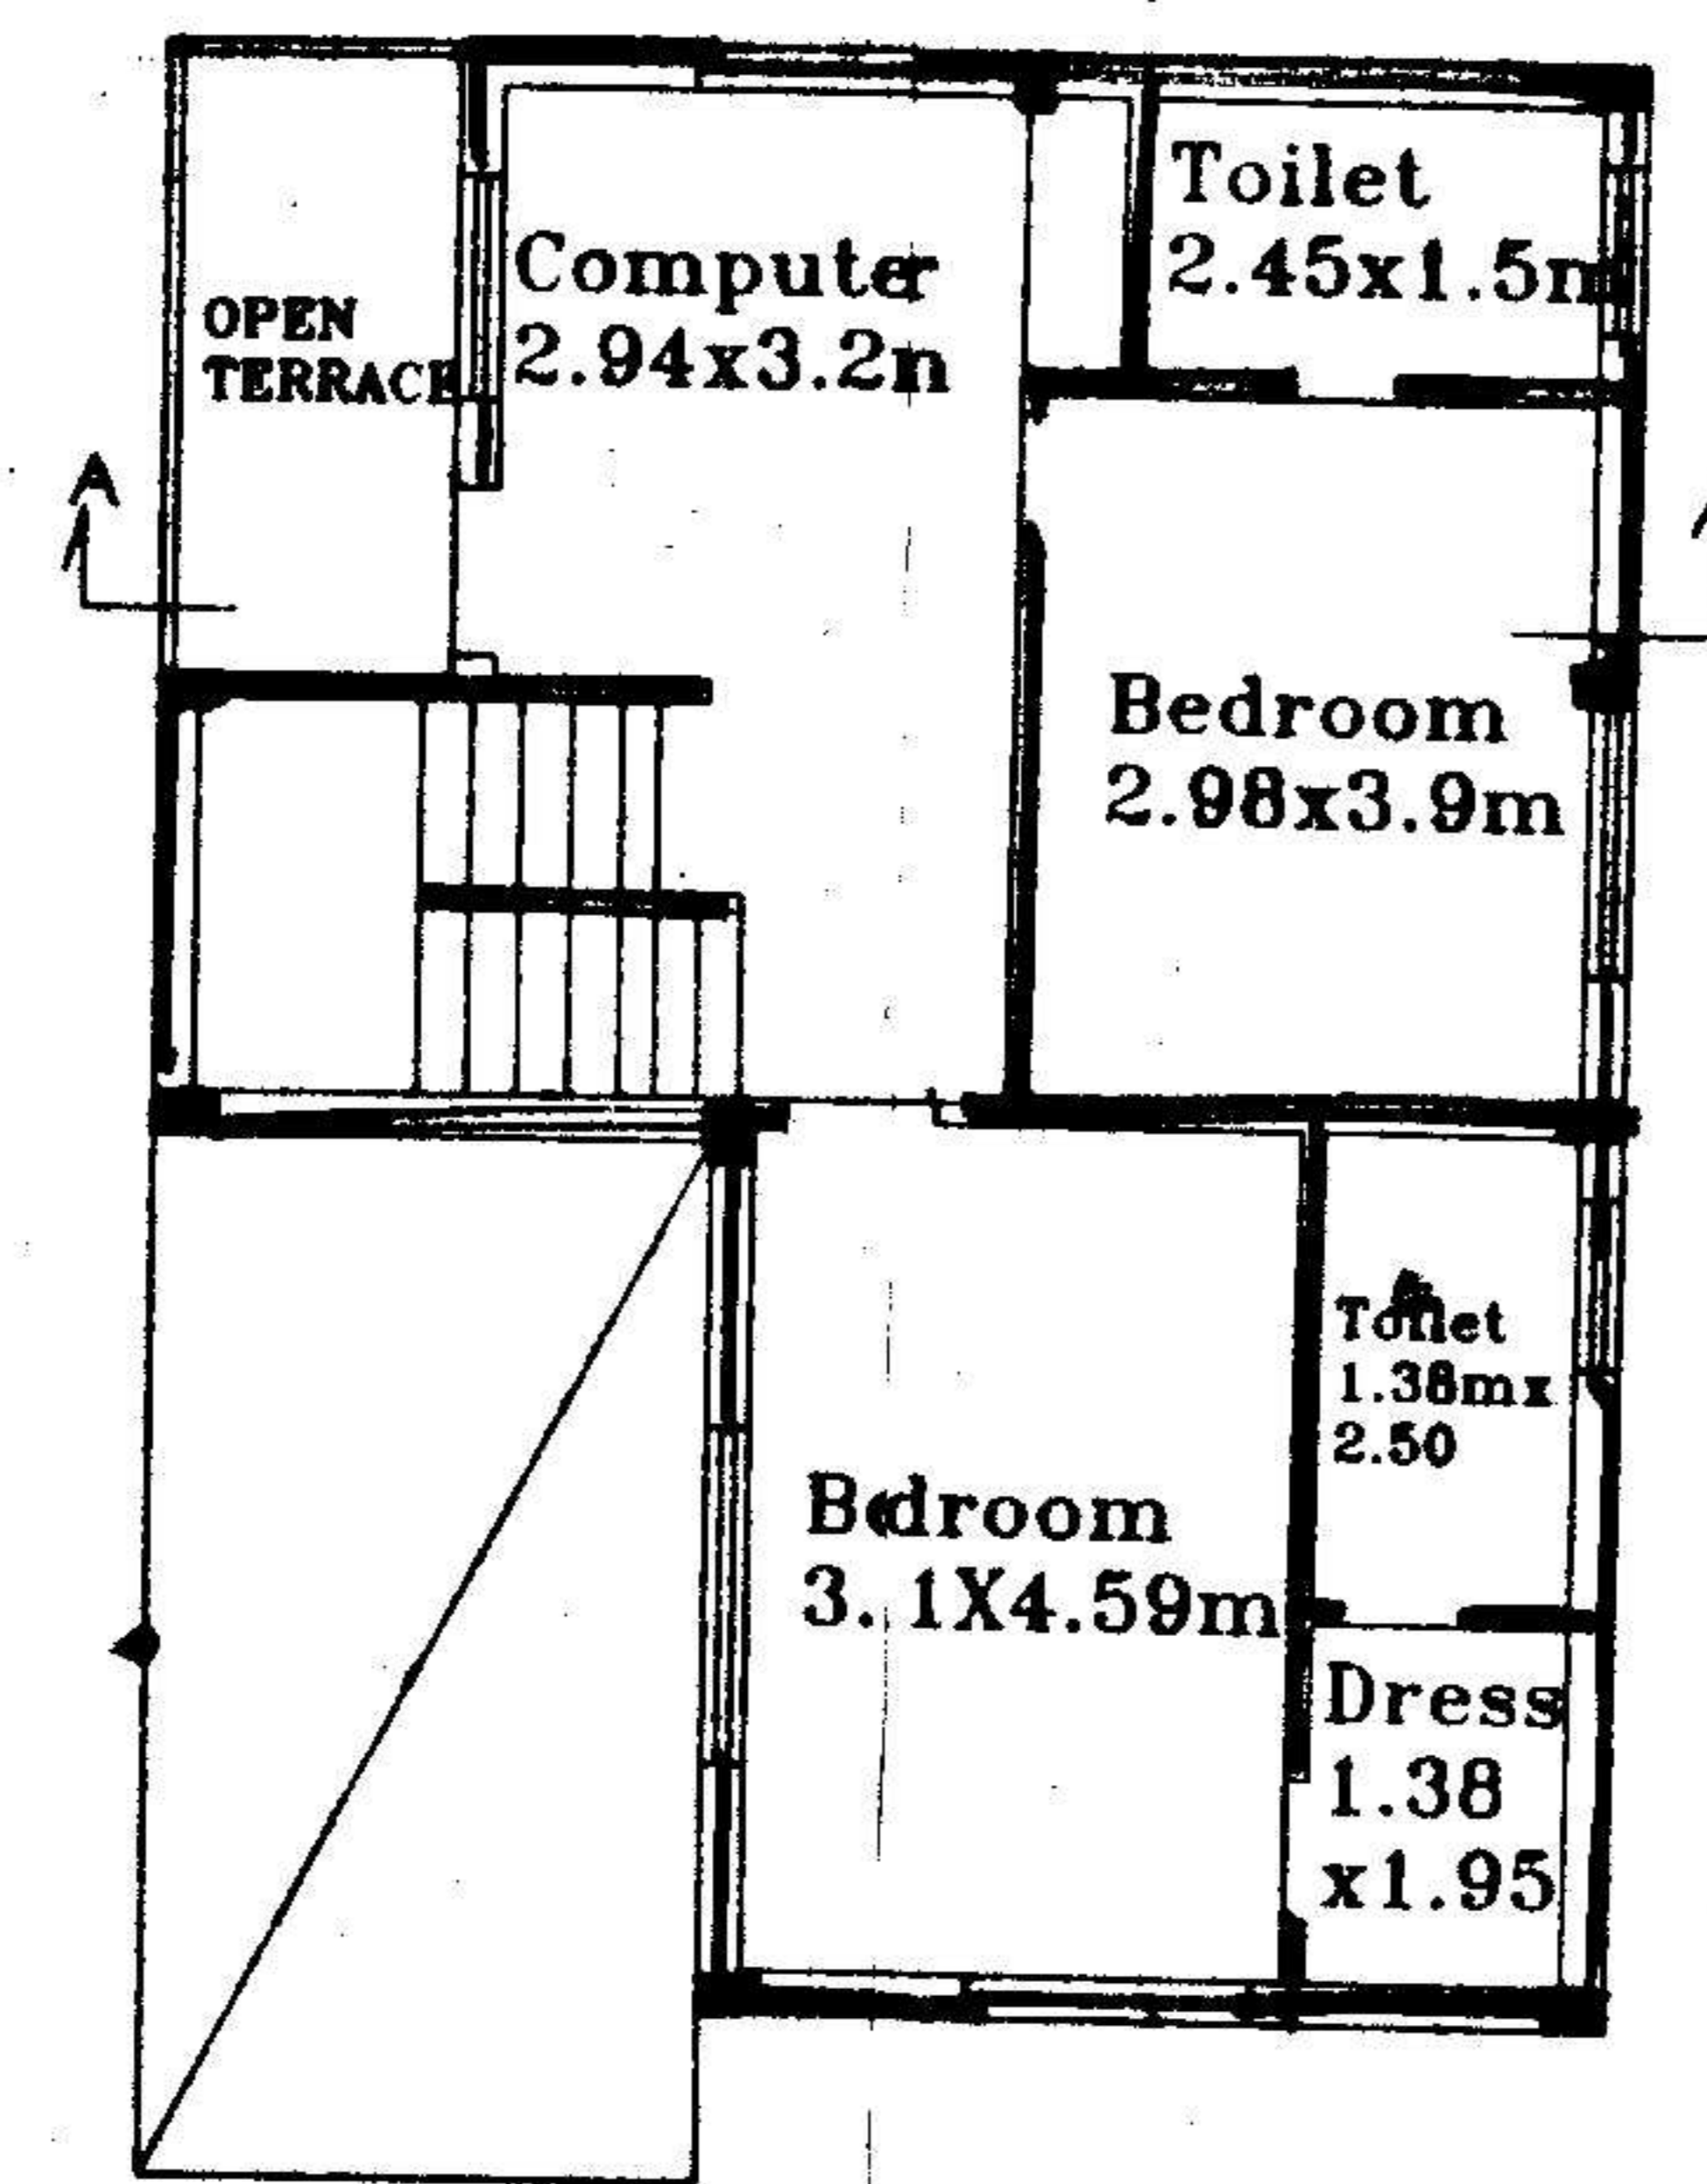 Toilet
2.45x1.5m
Computer
2.94x3.2m
OPEN
TERRACE
A
Bedroom
2.98x3.9m
Toilet
1.38mx
2.50
Bedroom
3.1X4.59m
Dress
1.38
x1.95